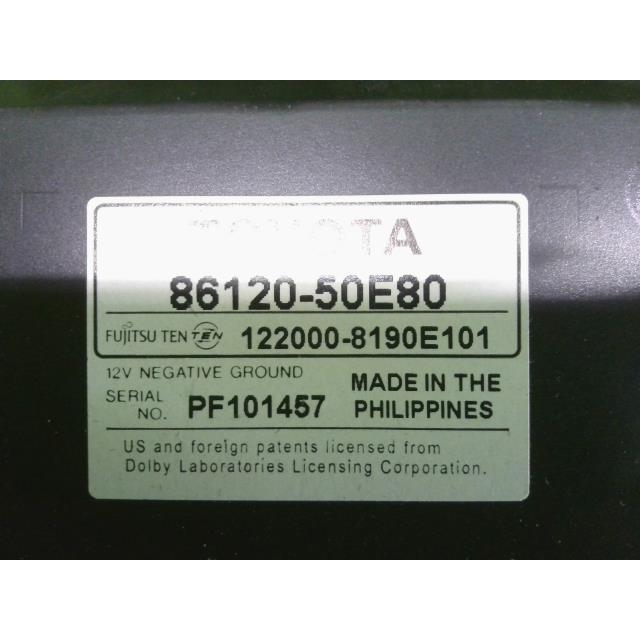 TOYOTA
86120-50E80
FUJITSU TEN TEN 122000-8190E101
12V NEGATIVE GROUND
SERIAL NO. PF101457
MADE IN THE PHILIPPINES
US and foreign patents licensed from
Dolby Laboratories Licensing Corporation.